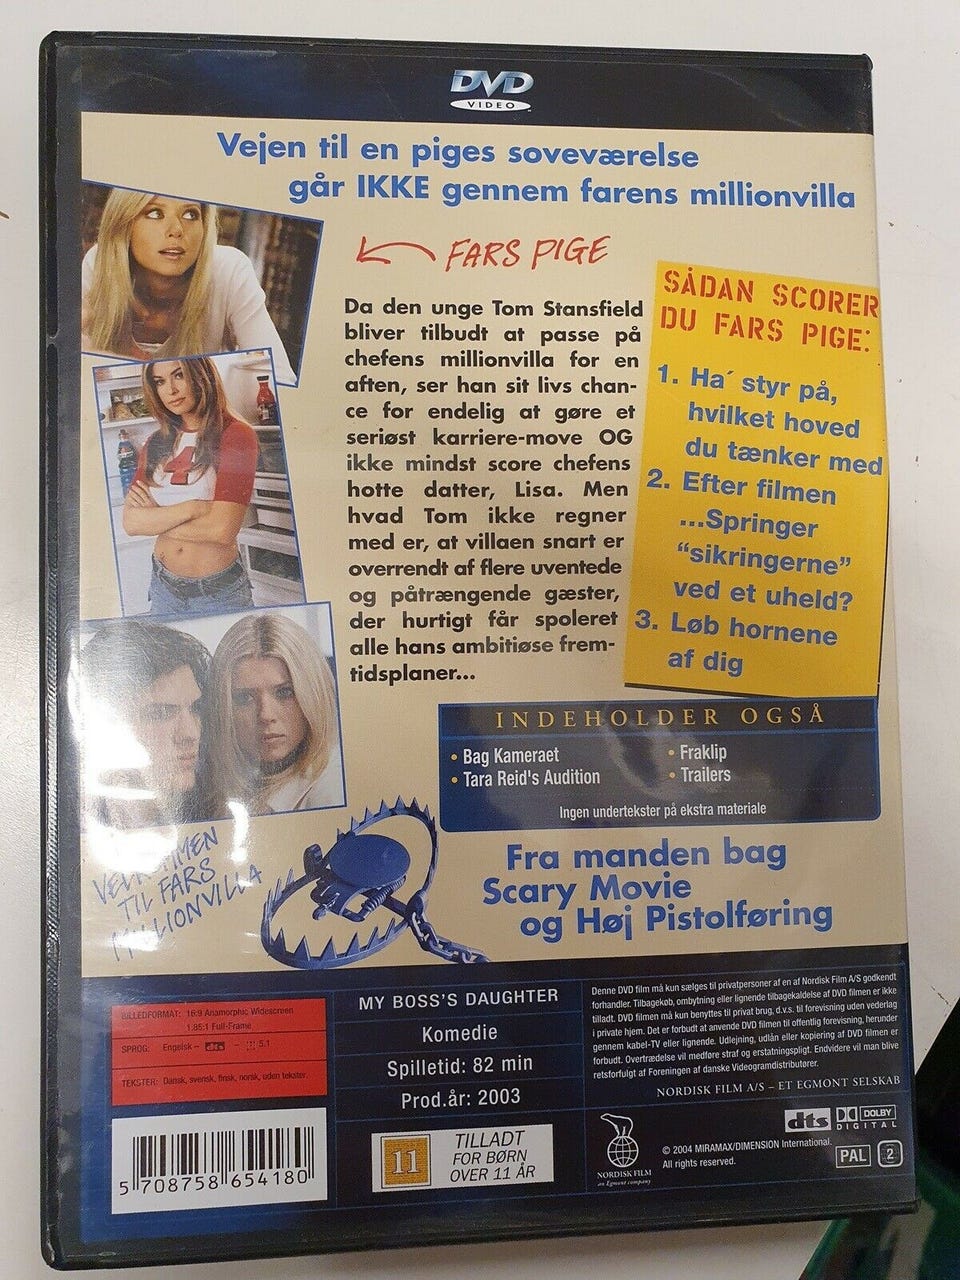 DVD
VIDEO
Vejen til en piges soveværelse
går IKKE gennem farens millionvilla
FARS PIGE
Da den unge Tom Stansfield
bliver tilbudt at passe på
chefens millionvilla for en
aften, ser han sit livs chan-
ce for endelig at gøre et
seriøst karriere-move OG
ikke mindst score chefens
hotte datter, Lisa. Men
hvad Tom ikke regner
med er, at villaen snart er
overrendt af flere uventede
og påtrængende gæster,
der hurtigt får spoleret
alle hans ambitiøse frem-
tidsplaner...
SÅDAN SCORER
DU FARS PIGE:
1. Ha´ styr på,
hvilket hoved
du tænker med
2. Efter filmen
...Springer
“sikringerne”
ved et uheld?
3. Løb hornene
af dig
INDEHOLDER OGSÅ
• Bag Kameraet
• Tara Reid's Audition
• Fraklip
• Trailers
Ingen undertekster på ekstra materiale
VELKOMMEN
TIL FARS
MILLIONVILLA
Fra manden bag
Scary Movie
og Høj Pistolføring
BILLEDFORMAT: 16:9 Anamorphic Widescreen
1.85:1 Full-Frame
SPROG: Engelsk – dts – 5.1
TEKSTER: Dansk, svensk, finsk, norsk, uden tekster.
5 708758 654180
MY BOSS'S DAUGHTER
Komedie
Spilletid: 82 min
Prod.år: 2003
11
TILLADT
FOR BØRN
OVER 11 ÅR
Denne DVD film må kun sælges til privatpersoner af en af Nordisk Film A/S godkendt
forhandler. Tilbagekøb, ombytning eller lignende tilbagekaldelse af DVD filmen er ikke
tilladt. DVD filmen må kun benyttes til privat brug, d.v.s. til forevisning uden vederlag
i private hjem. Det er forbudt at anvende DVD filmen til offentlig forevisning, herunder
gennem kabel-TV eller lignende. Udlejning, udlån eller kopiering af DVD filmen er
forbudt. Overtrædelse vil medføre straf og erstatningspligt. Endvidere vil man blive
retsforfulgt af Foreningen af danske Videogramdistributører.
NORDISK FILM A/S – ET EGMONT SELSKAB
NORDISK FILM
an Egmont company
dts
DOLBY
DIGITAL
© 2004 MIRAMAX/DIMENSION International.
All rights reserved.
PAL
2